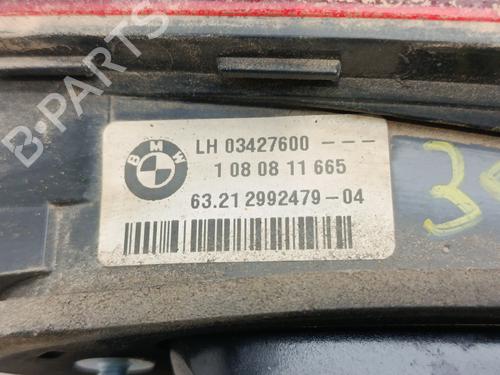 BMW
LH 03427600 – – –
1 08 08 11 665
63.21 2992479-04
B-PARTS